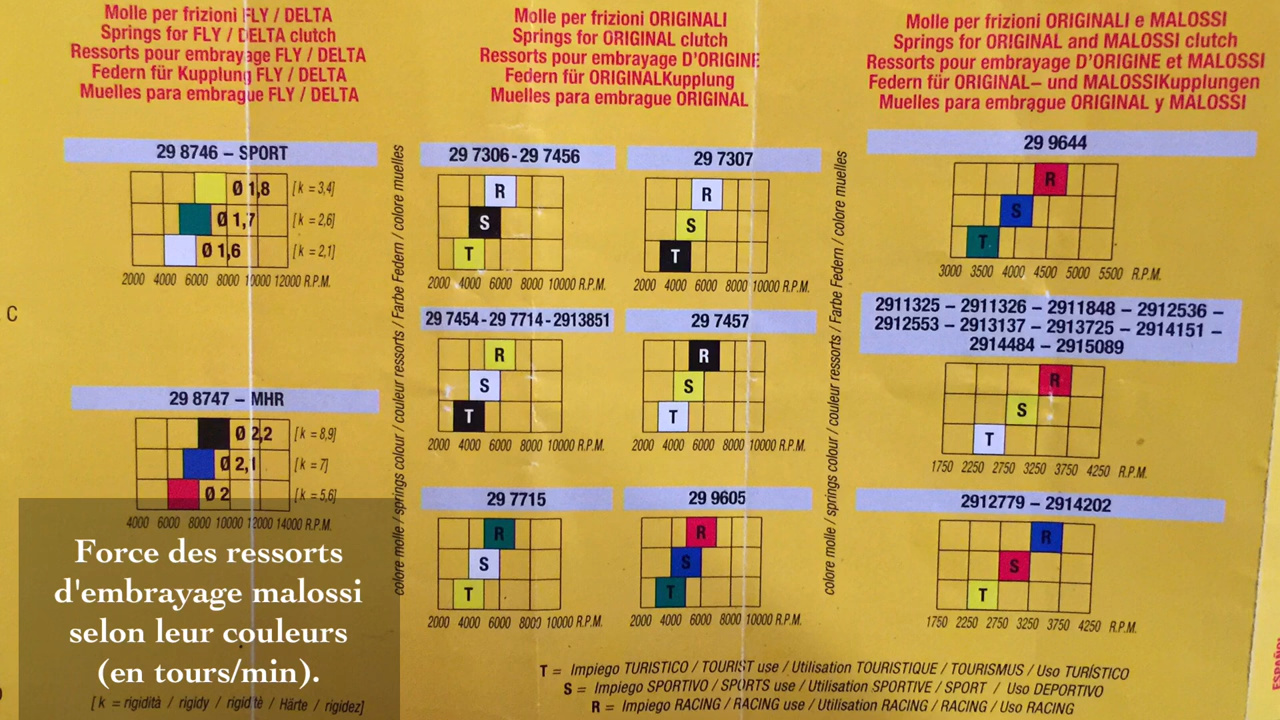 Molle per frizioni FLY / DELTA
Springs for FLY / DELTA clutch
Ressorts pour embrayage FLY / DELTA
Federn für Kupplung FLY / DELTA
Muelles para embrague FLY / DELTA
29 8746 – SPORT
Ø 1,8 [k = 3,4]
Ø 1,7 [k = 2,6]
Ø 1,6 [k = 2,1]
2000 4000 6000 8000 10000 12000 R.P.M.
C
29 8747 – MHR
Ø 2,2 [k = 8,9]
Ø 2,1 [k = 7]
Ø 2 [k = 5,6]
4000 6000 8000 10000 12000 14000 R.P.M.
Force des ressorts
d'embrayage malossi
selon leur couleurs
(en tours/min).
[ k = rigidità / rigidy / rigidité / Härte / rigidez]
colore molle / springs colour / couleur ressorts / Farbe Federn / colore muelles
Molle per frizioni ORIGINALI
Springs for ORIGINAL clutch
Ressorts pour embrayage D'ORIGINE
Federn für ORIGINALKupplung
Muelles para embrague ORIGINAL
29 7306 - 29 7456
R
S
T
2000 4000 6000 8000 10000 R.P.M.
29 7307
R
S
T
2000 4000 6000 8000 10000 R.P.M.
29 7454 - 29 7714 - 2913851
R
S
T
2000 4000 6000 8000 10000 R.P.M.
29 7457
R
S
T
2000 4000 6000 8000 10000 R.P.M.
29 7715
R
S
T
2000 4000 6000 8000 10000 R.P.M.
29 9605
R
S
T
2000 4000 6000 8000 10000 R.P.M.
colore molle / springs colour / couleur ressorts / Farbe Federn / colore muelles
Molle per frizioni ORIGINALI e MALOSSI
Springs for ORIGINAL and MALOSSI clutch
Ressorts pour embrayage D'ORIGINE et MALOSSI
Federn für ORIGINAL– und MALOSSIKupplungen
Muelles para embrague ORIGINAL y MALOSSI
29 9644
R
S
T
3000 3500 4000 4500 5000 5500 R.P.M.
2911325 – 2911326 – 2911848 – 2912536 –
2912553 – 2913137 – 2913725 – 2914151 –
2914484 – 2915089
R
S
T
1750 2250 2750 3250 3750 4250 R.P.M.
2912779 – 2914202
R
S
T
1750 2250 2750 3250 3750 4250 R.P.M.
T = Impiego TURISTICO / TOURIST use / Utilisation TOURISTIQUE / TOURISMUS / Uso TURÍSTICO
S = Impiego SPORTIVO / SPORTS use / Utilisation SPORTIVE / SPORT / Uso DEPORTIVO
R = Impiego RACING / RACING use / Utilisation RACING / RACING / Uso RACING